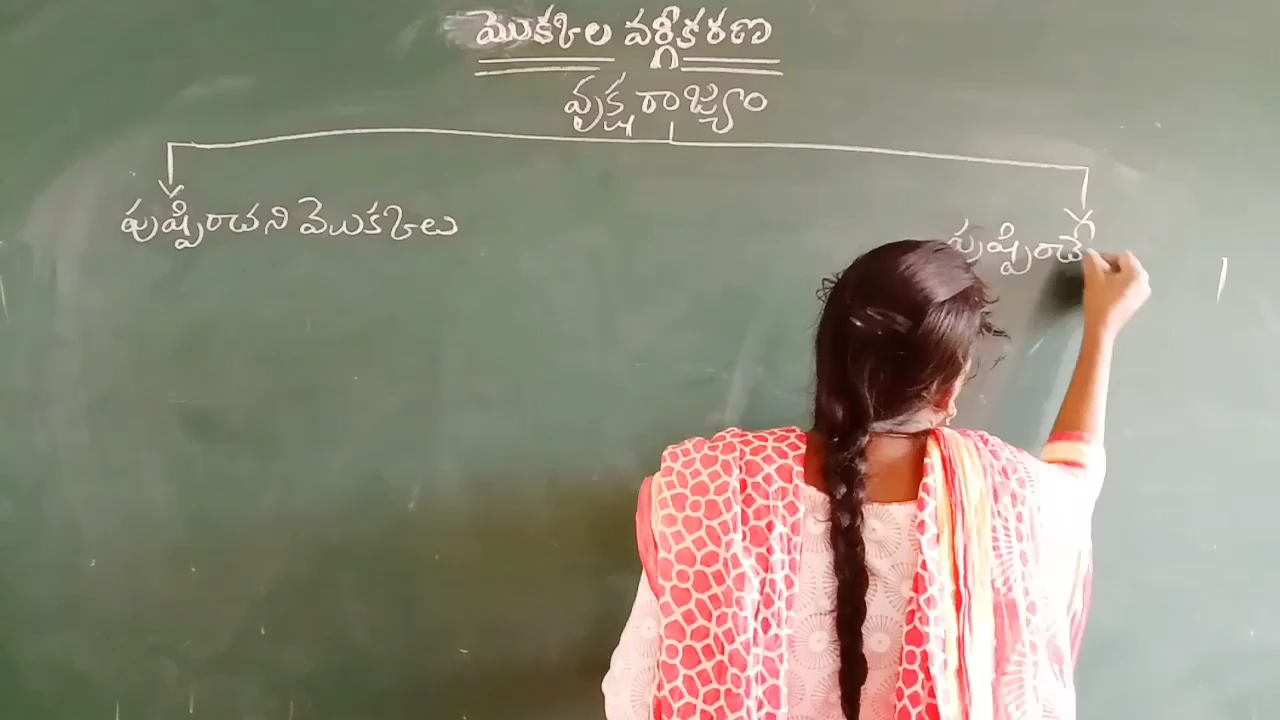 మొక్కల వర్గీకరణ
వృక్ష రాజ్యం
పుష్పించని మొక్కలు
పుష్పించే